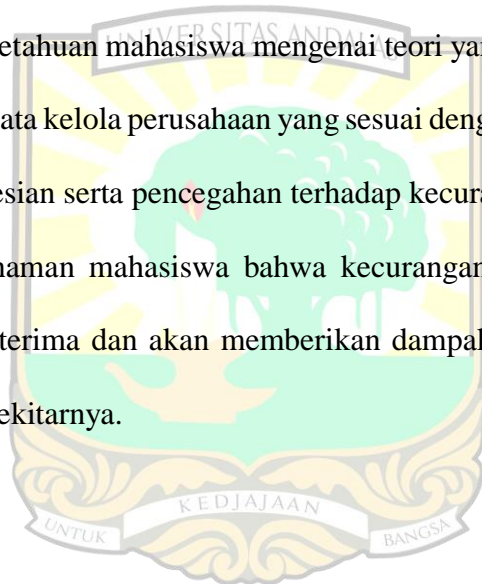 UNIVERSITAS ANDALAS
etahuan mahasiswa mengenai teori yan
ata kelola perusahaan yang sesuai deng
esian serta pencegahan terhadap kecura
naman mahasiswa bahwa kecurangan
terima dan akan memberikan dampak
ekitarnya.
KEDJAJAAN
UNTUK BANGSA